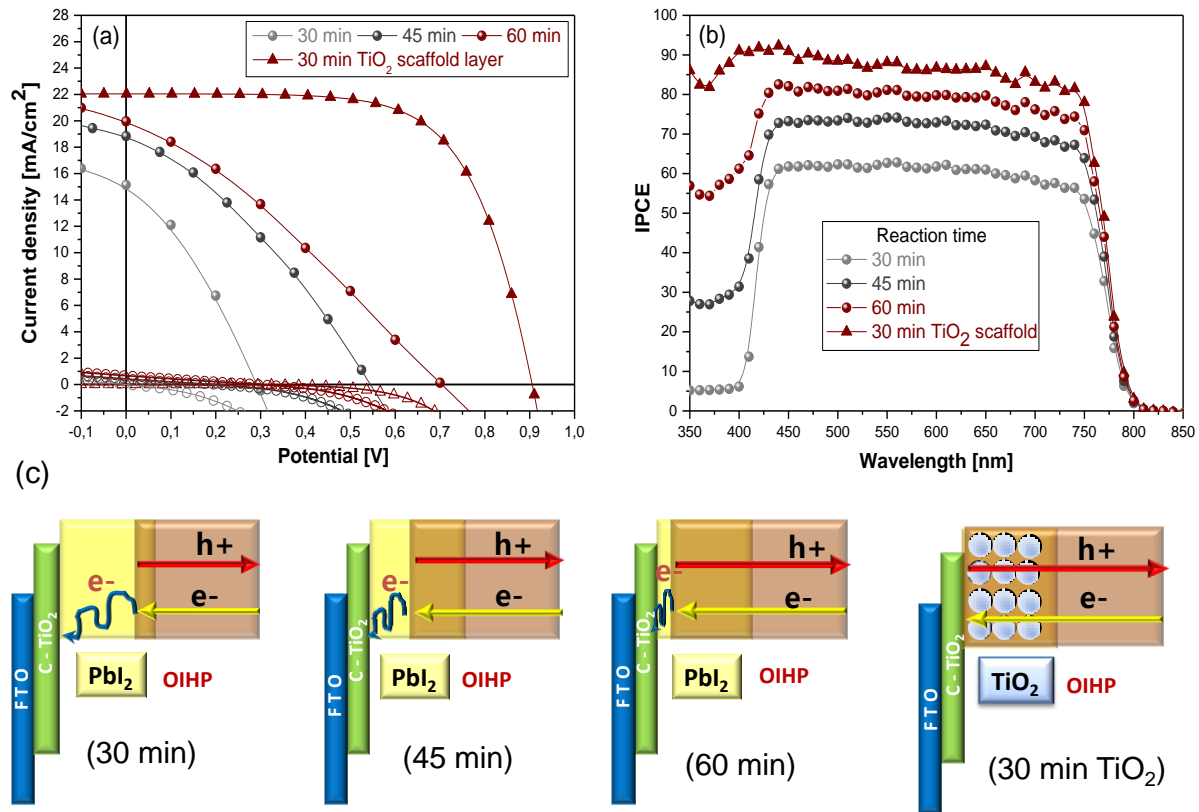 (a)
30 min 45 min 60 min
30 min TiO₂ scaffold layer
Current density [mA/cm²]
28
26
24
22
20
18
16
14
12
10
8
6
4
2
0
-2
-0,1 0,0 0,1 0,2 0,3 0,4 0,5 0,6 0,7 0,8 0,9 1,0
Potential [V]
(b)
IPCE
100
90
80
70
60
50
40
30
20
10
0
Reaction time
30 min
45 min
60 min
30 min TiO₂ scaffold
350 400 450 500 550 600 650 700 750 800 850
Wavelength [nm]
(c)
h+
e-
e-
FTO
C - TiO₂
PbI₂
OIHP
(30 min)
h+
e-
e-
FTO
C - TiO₂
PbI₂
OIHP
(45 min)
h+
e-
e-
FTO
C - TiO₂
PbI₂
OIHP
(60 min)
h+
e-
FTO
C - TiO₂
TiO₂
OIHP
(30 min TiO₂)